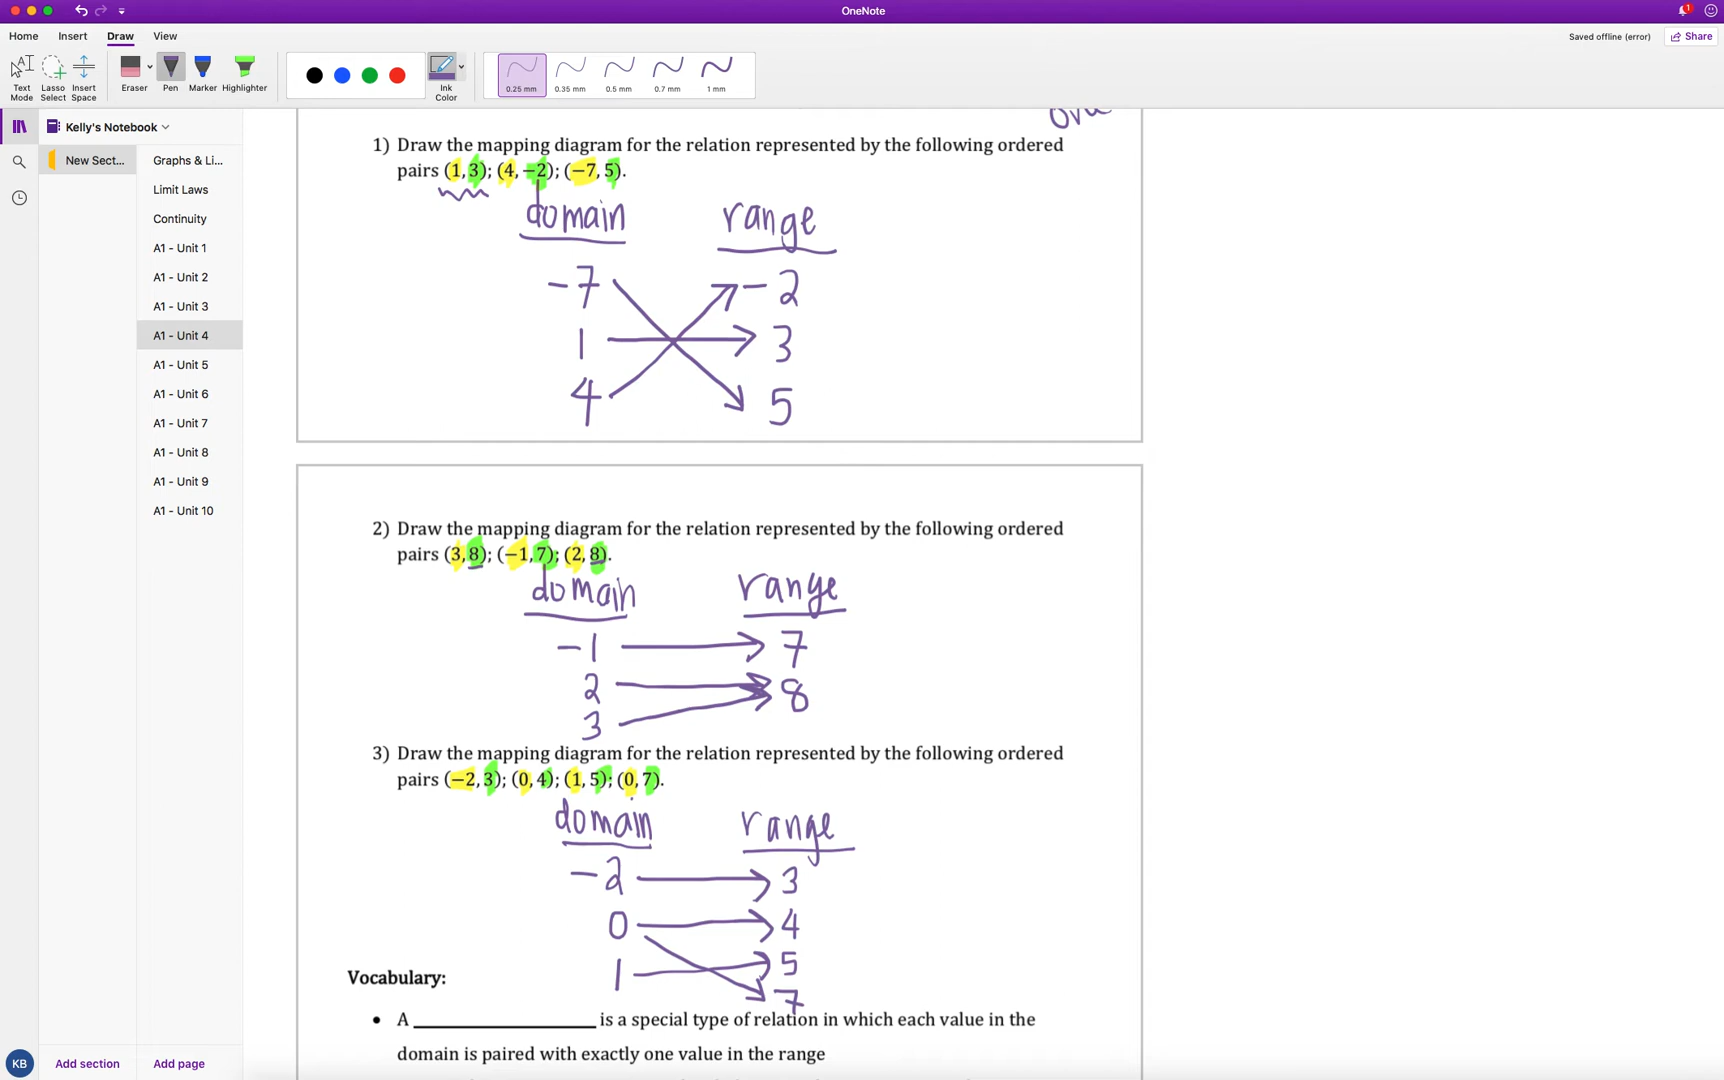 OneNote
1
Home Insert Draw View
Saved offline (error)
Share
Text Mode
Lasso Select
Insert Space
Eraser
Pen
Marker
Highlighter
Ink Color
0.25 mm
0.35 mm
0.5 mm
0.7 mm
1 mm
Kelly's Notebook
New Sect...
Graphs & Li...
Limit Laws
Continuity
A1 - Unit 1
A1 - Unit 2
A1 - Unit 3
A1 - Unit 4
A1 - Unit 5
A1 - Unit 6
A1 - Unit 7
A1 - Unit 8
A1 - Unit 9
A1 - Unit 10
KB
Add section
Add page
1) Draw the mapping diagram for the relation represented by the following ordered
pairs (1, 3); (4, −2); (−7, 5).
domain range
-7 -2
1 3
4 5
2) Draw the mapping diagram for the relation represented by the following ordered
pairs (3, 8); (−1, 7); (2, 8).
domain range
-1 7
2 8
3
3) Draw the mapping diagram for the relation represented by the following ordered
pairs (−2, 3); (0, 4); (1, 5); (0, 7).
domain range
-2 3
0 4
1 5
7
Vocabulary:
• A ____________________ is a special type of relation in which each value in the
domain is paired with exactly one value in the range